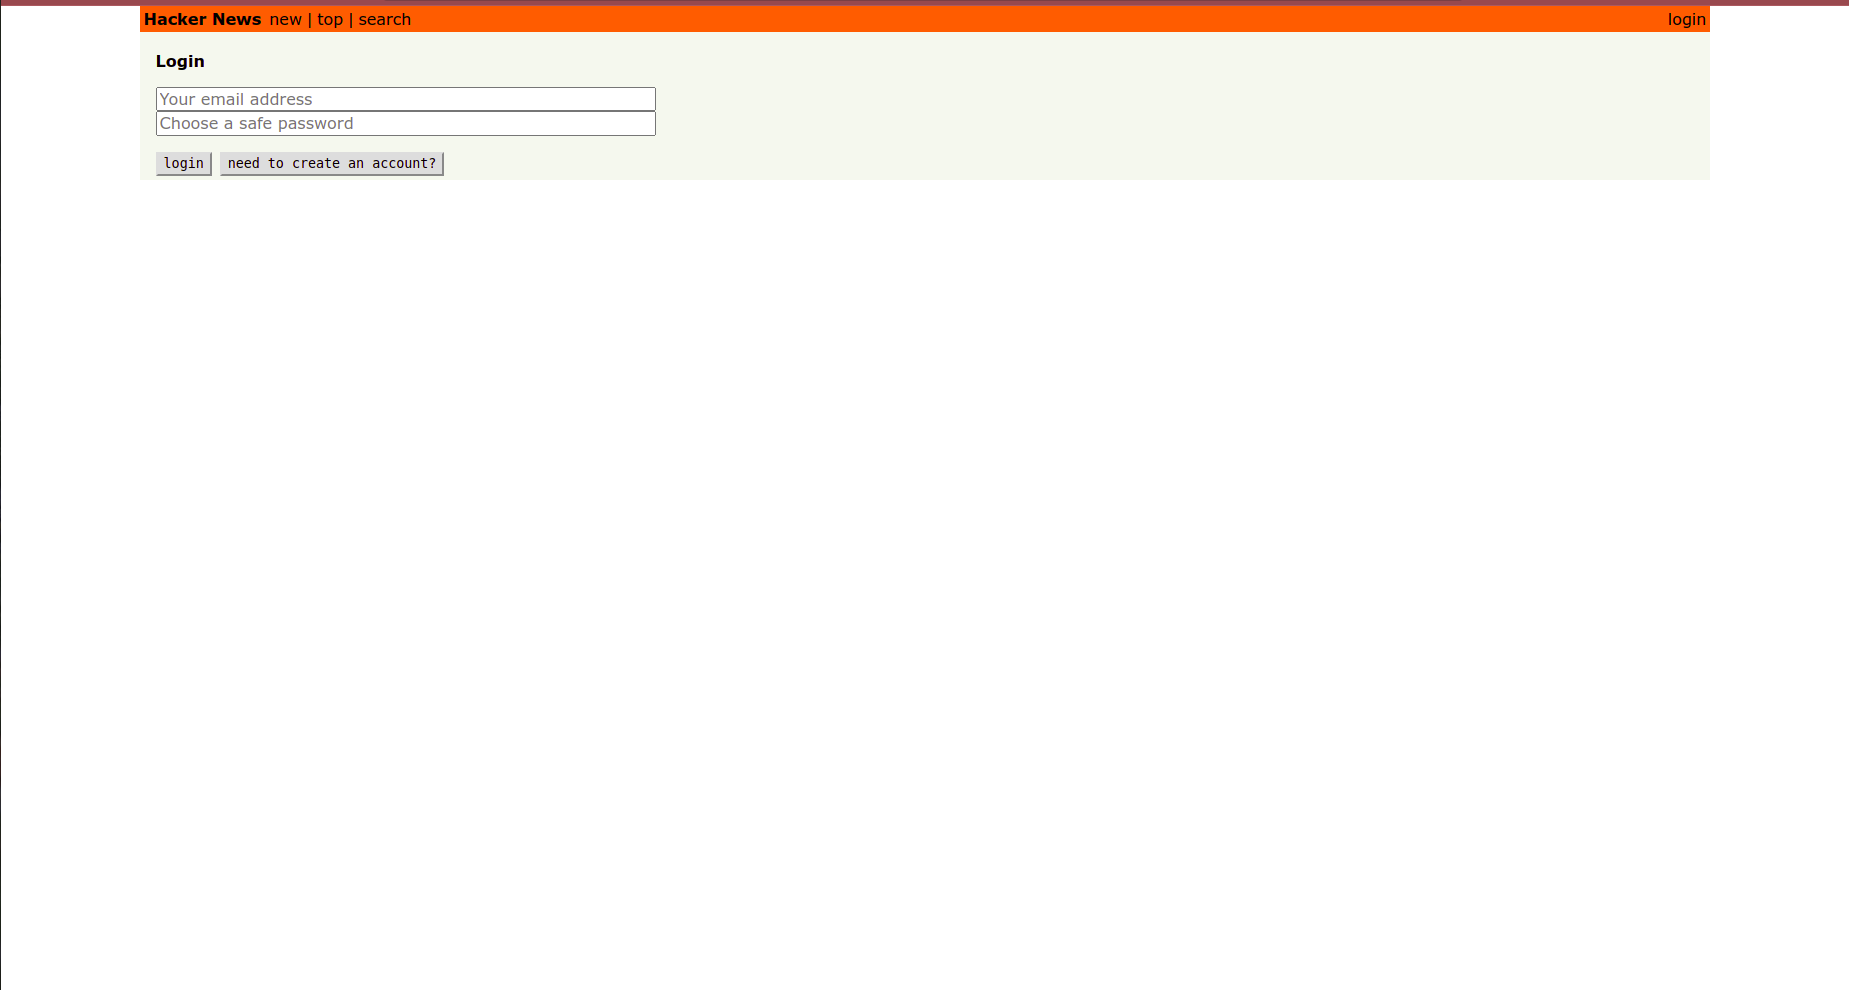 Hacker News new | top | search login
Login
Your email address
Choose a safe password
login need to create an account?